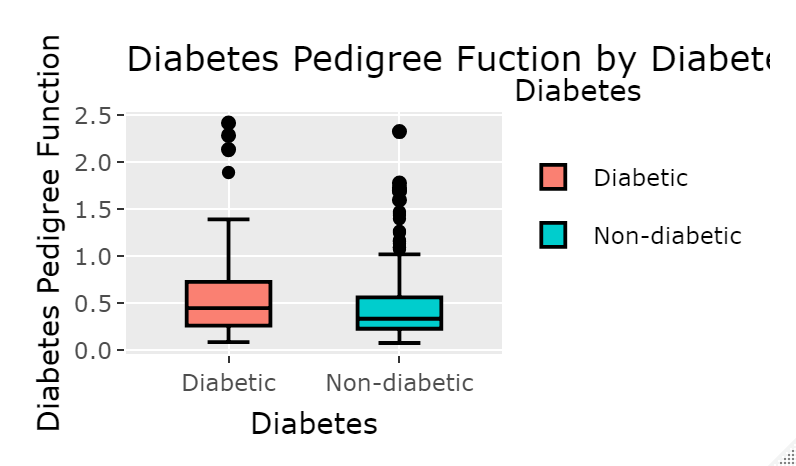 Diabetes Pedigree Fuction by Diabete
Diabetes
Diabetes Pedigree Function
2.5
2.0
1.5
1.0
0.5
0.0
Diabetic
Non-diabetic
Diabetic
Non-diabetic
Diabetes